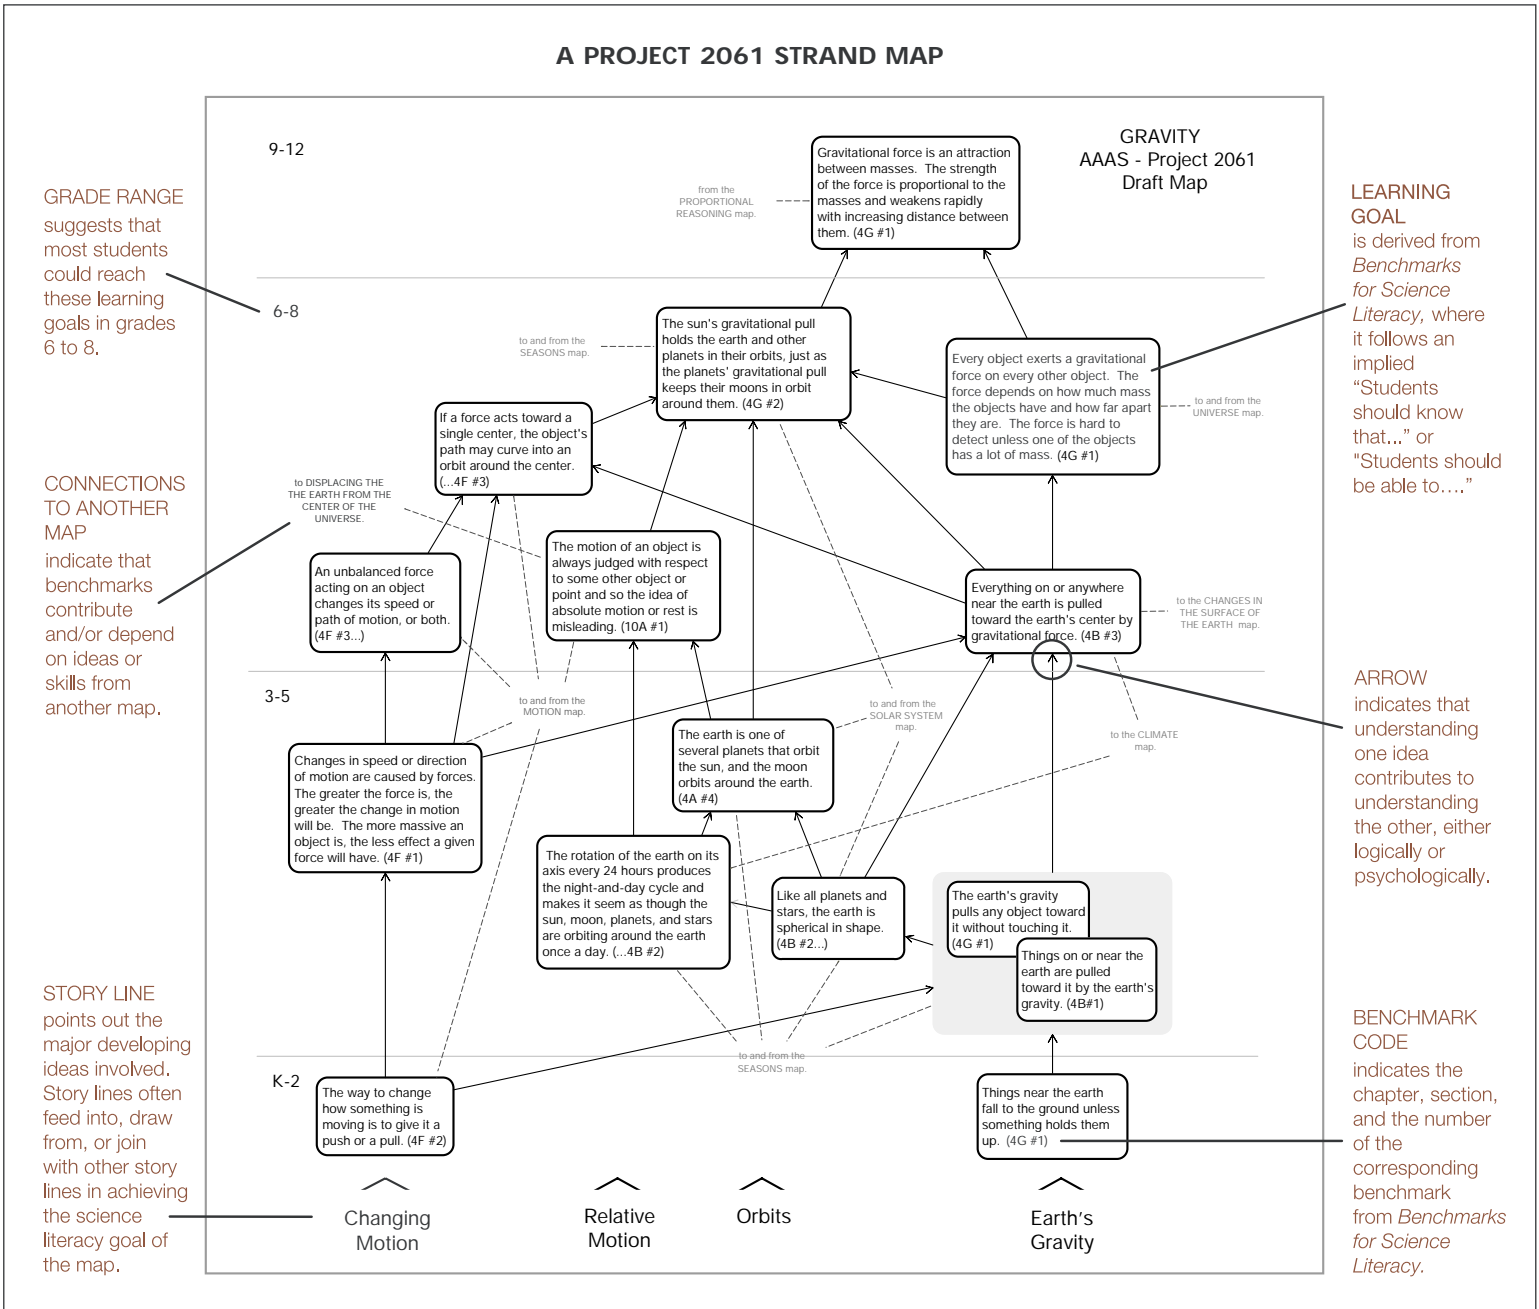 A PROJECT 2061 STRAND MAP
GRAVITY
AAAS - Project 2061
Draft Map
9-12
Gravitational force is an attraction
between masses.  The strength
of the force is proportional to the
masses and weakens rapidly
with increasing distance between
them. (4G #1)
from the
PROPORTIONAL
REASONING map.
GRADE RANGE
suggests that
most students
could reach
these learning
goals in grades
6 to 8.
LEARNING
GOAL
is derived from
Benchmarks
for Science
Literacy, where
it follows an
implied
“Students
should know
that...” or
"Students should
be able to....”
6-8
The sun's gravitational pull
holds the earth and other
planets in their orbits, just as
the planets' gravitational pull
keeps their moons in orbit
around them. (4G #2)
to and from the
SEASONS map.
Every object exerts a gravitational
force on every other object.  The
force depends on how much mass
the objects have and how far apart
they are.  The force is hard to
detect unless one of the objects
has a lot of mass. (4G #1)
to and from the
UNIVERSE map.
If a force acts toward a
single center, the object's
path may curve into an
orbit around the center.
(...4F #3)
CONNECTIONS
TO ANOTHER
MAP
indicate that
benchmarks
contribute
and/or depend
on ideas or
skills from
another map.
to DISPLACING THE
THE EARTH FROM THE
CENTER OF THE
UNIVERSE.
An unbalanced force
acting on an object
changes its speed or
path of motion, or both.
(4F #3...)
The motion of an object is
always judged with respect
to some other object or
point and so the idea of
absolute motion or rest is
misleading. (10A #1)
Everything on or anywhere
near the earth is pulled
toward the earth's center by
gravitational force. (4B #3)
to the CHANGES IN
THE SURFACE OF
THE EARTH  map.
ARROW
indicates that
understanding
one idea
contributes to
understanding
the other, either
logically or
psychologically.
3-5
to and from the
MOTION map.
to and from the
SOLAR SYSTEM
map.
to the CLIMATE
map.
Changes in speed or direction
of motion are caused by forces.
The greater the force is, the
greater the change in motion
will be.  The more massive an
object is, the less effect a given
force will have. (4F #1)
The earth is one of
several planets that orbit
the sun, and the moon
orbits around the earth.
(4A #4)
The rotation of the earth on its
axis every 24 hours produces
the night-and-day cycle and
makes it seem as though the
sun, moon, planets, and stars
are orbiting around the earth
once a day. (...4B #2)
Like all planets and
stars, the earth is
spherical in shape.
(4B #2...)
The earth's gravity
pulls any object toward
it without touching it.
(4G #1)
Things on or near the
earth are pulled
toward it by the earth's
gravity. (4B#1)
STORY LINE
points out the
major developing
ideas involved.
Story lines often
feed into, draw
from, or join
with other story
lines in achieving
the science
literacy goal of
the map.
BENCHMARK
CODE
indicates the
chapter, section,
and the number
of the
corresponding
benchmark
from Benchmarks
for Science
Literacy.
to and from the
SEASONS map.
K-2
The way to change
how something is
moving is to give it a
push or a pull. (4F #2)
Things near the earth
fall to the ground unless
something holds them
up. (4G #1)
Changing
Motion
Relative
Motion
Orbits
Earth's
Gravity